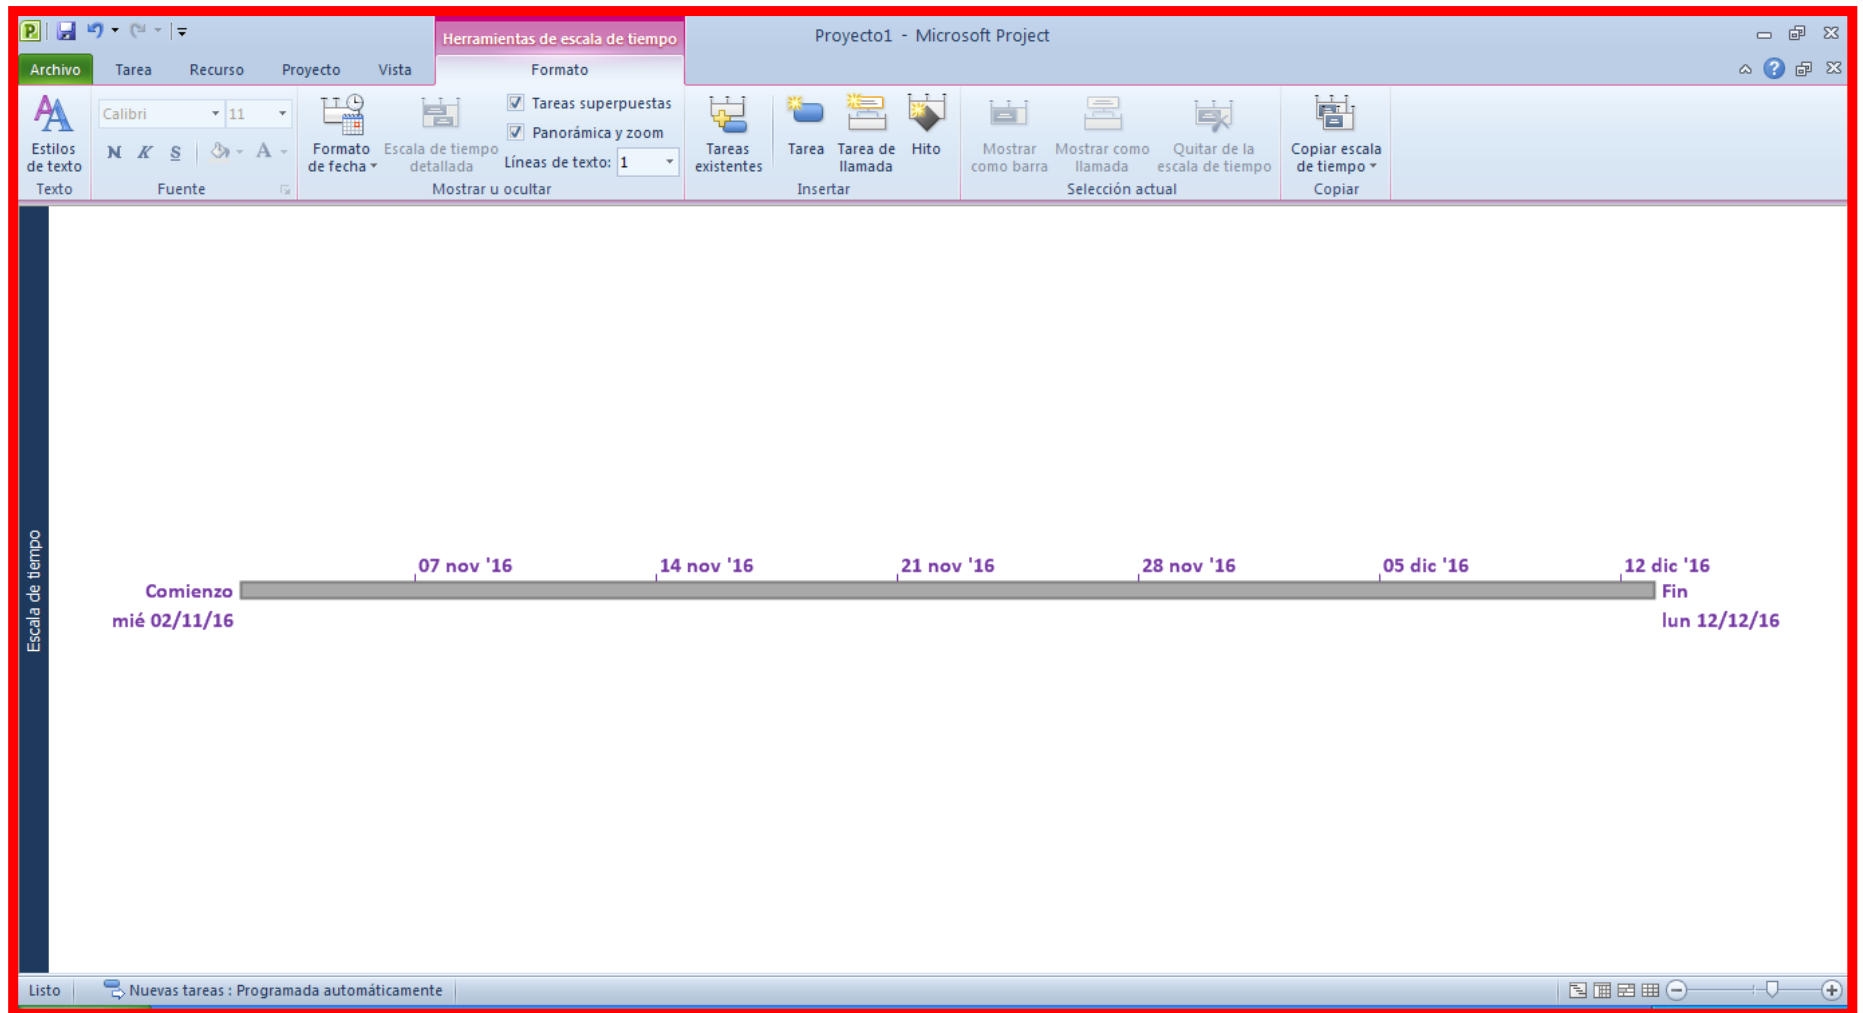 Herramientas de escala de tiempo
Proyecto1 - Microsoft Project
Archivo Tarea Recurso Proyecto Vista Formato
Estilos de texto
Texto
Calibri 11
N K S A
Fuente
Formato de fecha
Escala de tiempo detallada
Tareas superpuestas
Panorámica y zoom
Líneas de texto: 1
Mostrar u ocultar
Tareas existentes
Tarea
Tarea de llamada
Hito
Insertar
Mostrar como barra
Mostrar como llamada
Quitar de la escala de tiempo
Selección actual
Copiar escala de tiempo
Copiar
Escala de tiempo
07 nov '16 14 nov '16 21 nov '16 28 nov '16 05 dic '16 12 dic '16
Comienzo
mié 02/11/16
Fin
lun 12/12/16
Listo Nuevas tareas : Programada automáticamente